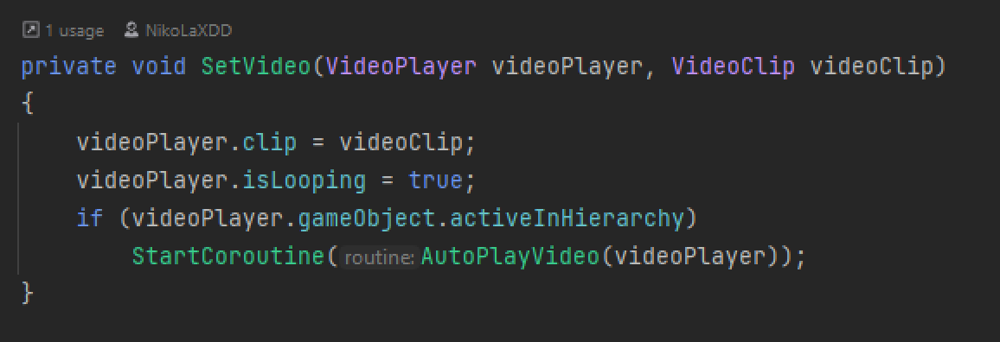 1 usage NikoLaXDD
private void SetVideo(VideoPlayer videoPlayer, VideoClip videoClip)
{
    videoPlayer.clip = videoClip;
    videoPlayer.isLooping = true;
    if (videoPlayer.gameObject.activeInHierarchy)
        StartCoroutine(routine: AutoPlayVideo(videoPlayer));
}